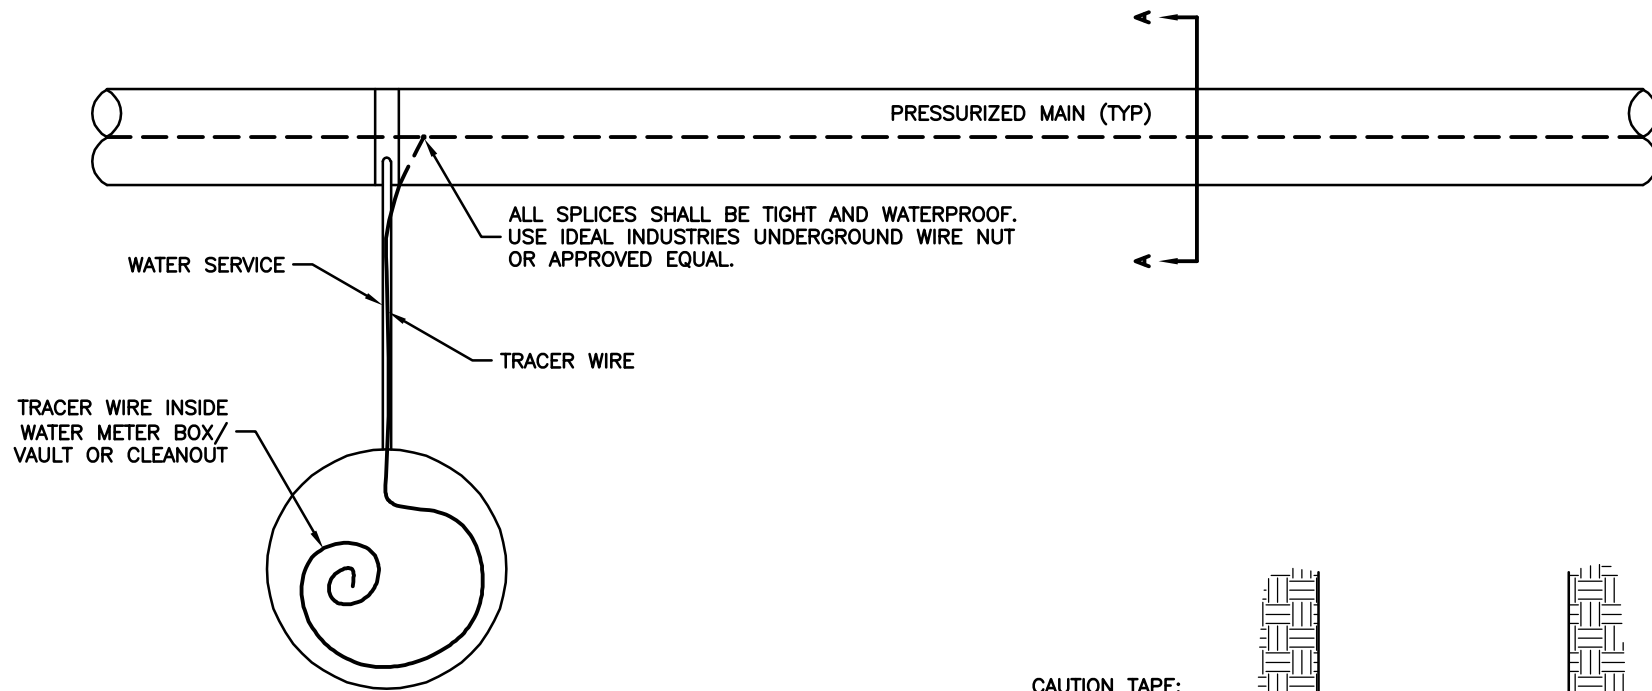 A
PRESSURIZED MAIN (TYP)
ALL SPLICES SHALL BE TIGHT AND WATERPROOF.
USE IDEAL INDUSTRIES UNDERGROUND WIRE NUT
OR APPROVED EQUAL.
A
WATER SERVICE
TRACER WIRE
TRACER WIRE INSIDE
WATER METER BOX/
VAULT OR CLEANOUT
CAUTION TAPE: